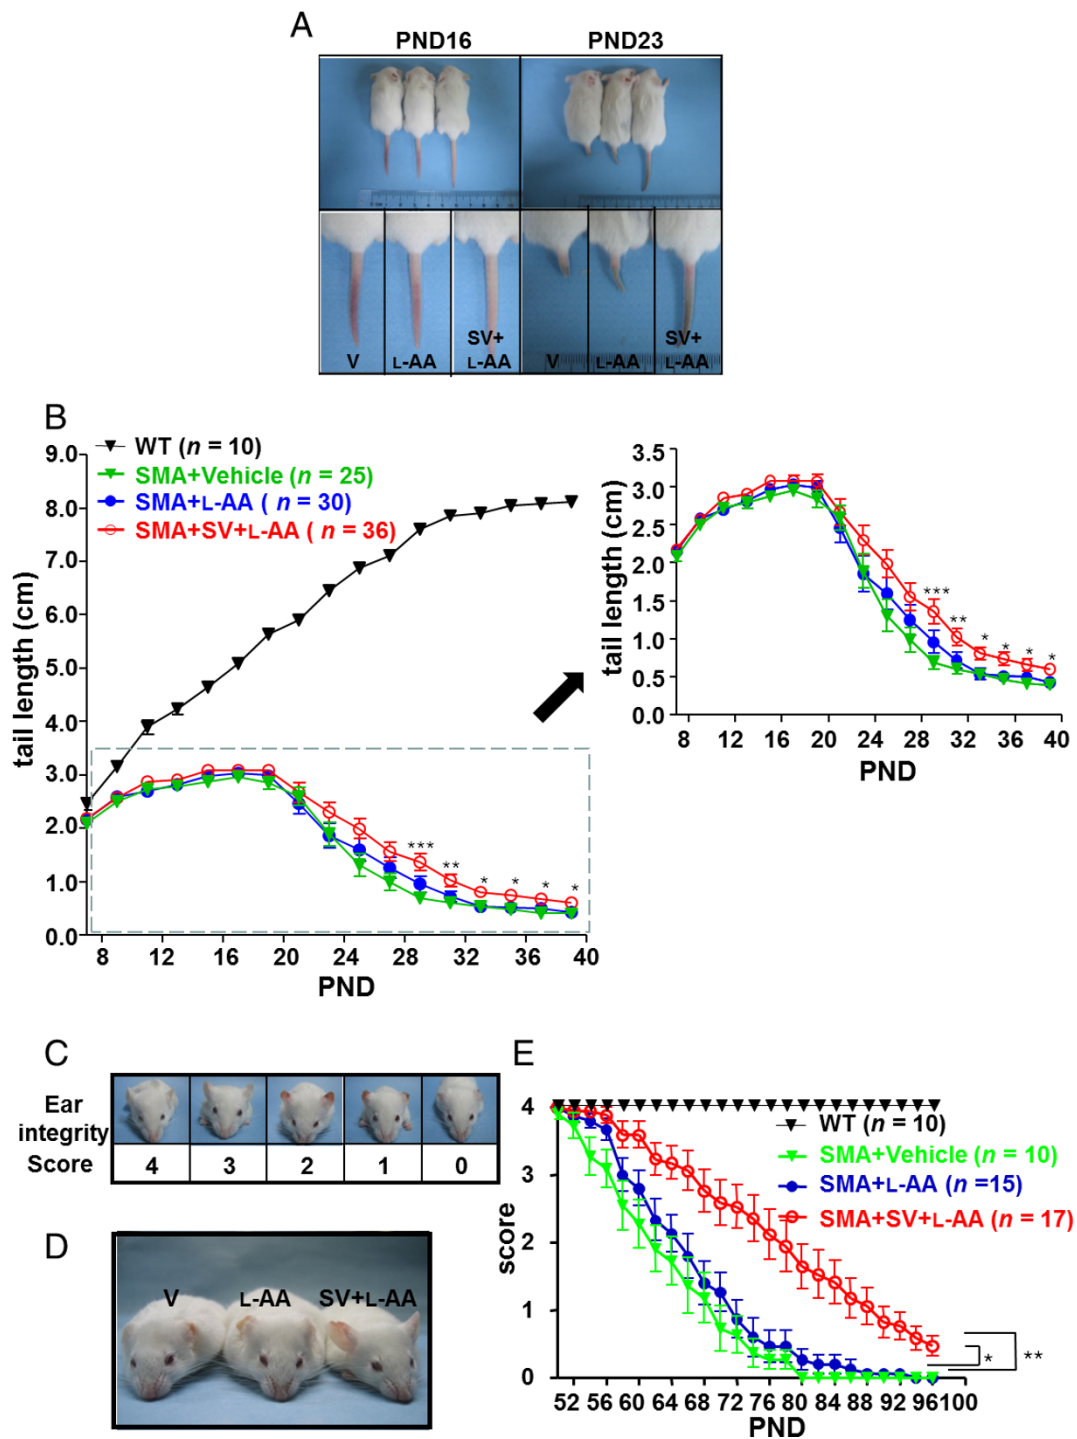 A
PND16 PND23
V L-AA SV+ L-AA V L-AA SV+ L-AA
B
WT (n = 10)
SMA+Vehicle (n = 25)
SMA+L-AA ( n = 30)
SMA+SV+L-AA ( n = 36)
tail length (cm)
9.0
8.0
7.0
6.0
5.0
4.0
3.0
2.0
1.0
0.0
*** ** * * * *
8 12 16 20 24 28 32 36 40
PND
tail length (cm)
3.5
3.0
2.5
2.0
1.5
1.0
0.5
0.0
*** ** * * * *
8 12 16 20 24 28 32 36 40
PND
C
Ear integrity
Score 4 3 2 1 0
D
V L-AA SV+L-AA
E
WT (n = 10)
SMA+Vehicle (n = 10)
SMA+L-AA (n =15)
SMA+SV+L-AA (n = 17)
score
4
3
2
1
0
* **
52 56 60 64 68 72 76 80 84 88 92 96 100
PND